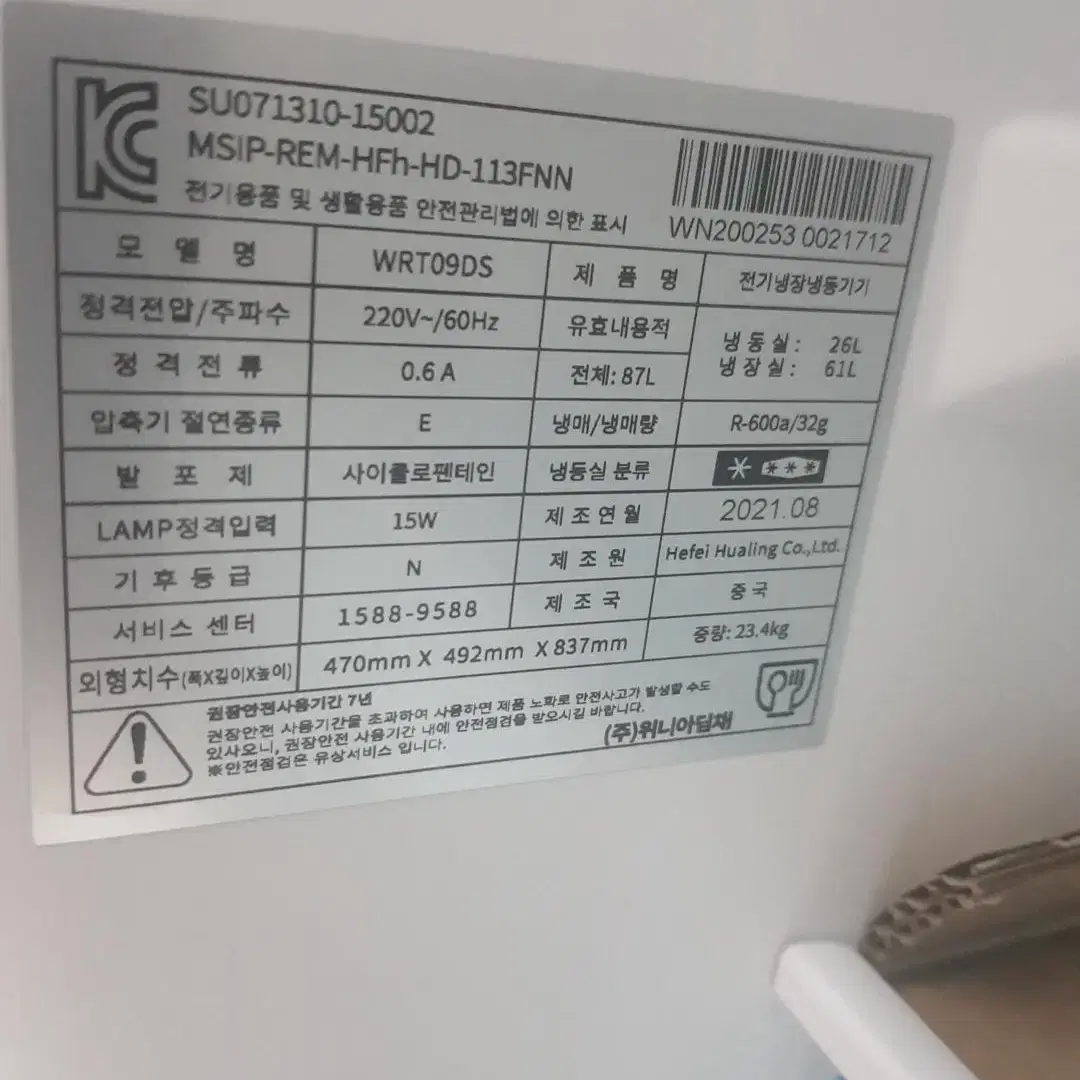 SU071310-15002
MSIP-REM-HFh-HD-113FNN
전기용품 및 생활용품 안전관리법에 의한 표시
WN200253 0021712
모 델 명 WRT09DS 제 품 명 전기냉장냉동기기
정격전압/주파수 220V~/60Hz 유효내용적 냉동실: 26L
정 격 전 류 0.6 A 전체: 87L 냉장실: 61L
압축기 절연종류 E 냉매/냉매량 R-600a/32g
발 포 제 사이클로펜테인 냉동실 분류 * ***
LAMP정격입력 15W 제 조 연 월 2021.08
기 후 등 급 N 제 조 원 Hefei Hualing Co.,Ltd.
서비스 센터 1588-9588 제 조 국 중 국
외형치수(폭X깊이X높이) 470mm X 492mm X 837mm 중량: 23.4kg
권장안전사용기간 7년
권장안전 사용기간을 초과하여 사용하면 제품 노화로 안전사고가 발생할 수도
있사오니, 권장안전 사용기간 내에 안전점검을 받으시길 바랍니다.
※안전점검은 유상서비스 입니다.
(주)위니아딤채